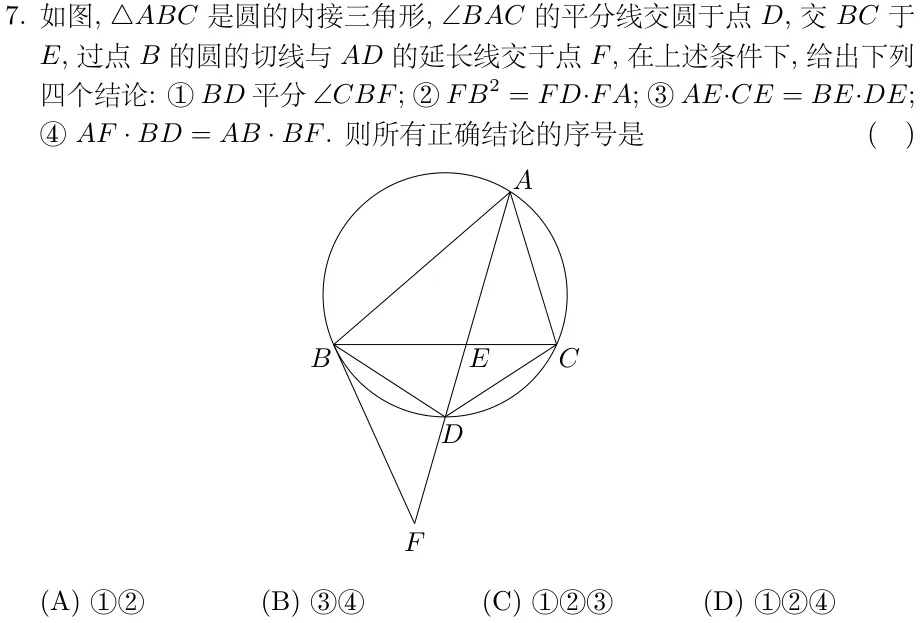 7. 如图, △ABC 是圆的内接三角形, ∠BAC 的平分线交圆于点 D, 交 BC 于
E, 过点 B 的圆的切线与 AD 的延长线交于点 F, 在上述条件下, 给出下列
四个结论: ① BD 平分 ∠CBF; ② FB² = FD·FA; ③ AE·CE = BE·DE;
④ AF · BD = AB · BF. 则所有正确结论的序号是 ( )
A
B
E
C
D
F
(A) ①② (B) ③④ (C) ①②③ (D) ①②④